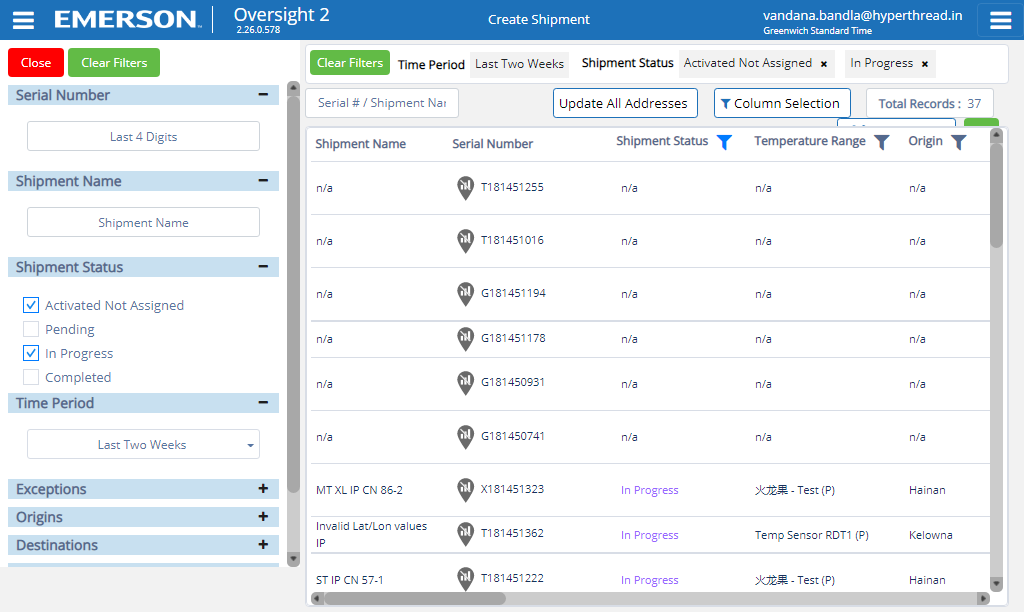 EMERSON
Oversight 2
2.26.0.578
Create Shipment
vandana.bandla@hyperthread.in
Greenwich Standard Time
Close
Clear Filters
Serial Number
Last 4 Digits
Shipment Name
Shipment Name
Shipment Status
Activated Not Assigned
Pending
In Progress
Completed
Time Period
Last Two Weeks
Exceptions
Origins
Destinations
Clear Filters
Time Period
Last Two Weeks
Shipment Status
Activated Not Assigned ×
In Progress ×
Serial # / Shipment Nar
Update All Addresses
Column Selection
Total Records : 37
Shipment Name Serial Number Shipment Status Temperature Range Origin
n/a T181451255 n/a n/a n/a
n/a T181451016 n/a n/a n/a
n/a G181451194 n/a n/a n/a
n/a G181451178 n/a n/a n/a
n/a G181450931 n/a n/a n/a
n/a G181450741 n/a n/a n/a
MT XL IP CN 86-2 X181451323 In Progress 火龙果 - Test (P) Hainan
Invalid Lat/Lon values
IP T181451362 In Progress Temp Sensor RDT1 (P) Kelowna
ST IP CN 57-1 T181451222 In Progress 火龙果 - Test (P) Hainan